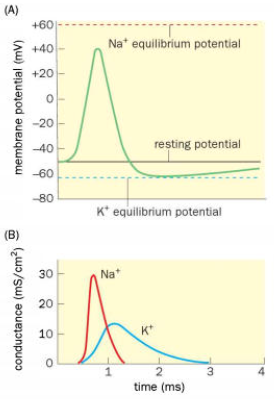 (A)
+60
+40
+20
0
−20
−40
−60
−80
membrane potential (mV)
Na⁺ equilibrium potential
resting potential
K⁺ equilibrium potential
(B)
30
20
10
0
conductance (mS/cm²)
Na⁺
K⁺
1
2
3
4
time (ms)